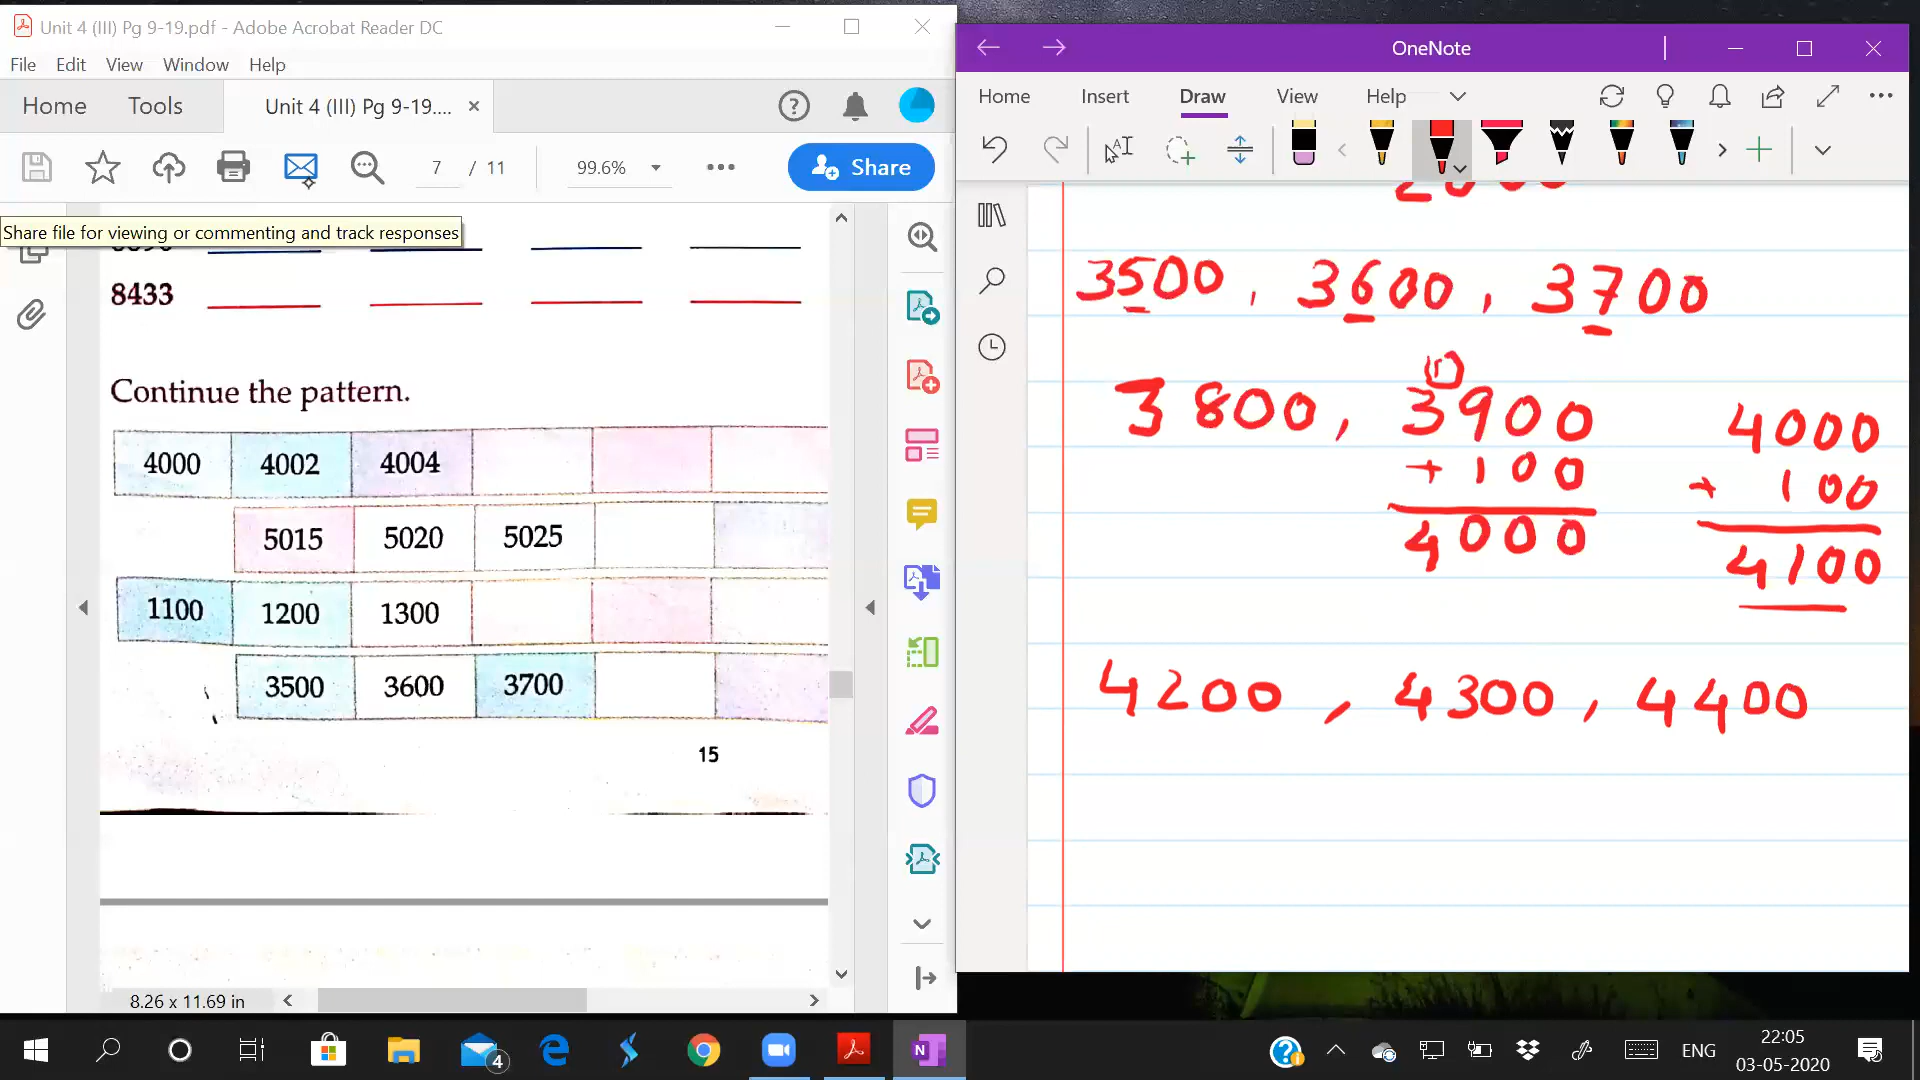 Unit 4 (III) Pg 9-19.pdf - Adobe Acrobat Reader DC
File Edit View Window Help
Home Tools Unit 4 (III) Pg 9-19.... ×
7 / 11 99.6% Share
Share file for viewing or commenting and track responses
8433
Continue the pattern.
4000 4002 4004
5015 5020 5025
1100 1200 1300
3500 3600 3700
15
8.26 x 11.69 in
OneNote
Home Insert Draw View Help
3500, 3600, 3700
3800, 3900 4000
+ 100 + 100
4000 4100
4200, 4300, 4400
4 N ENG 22:05
03-05-2020